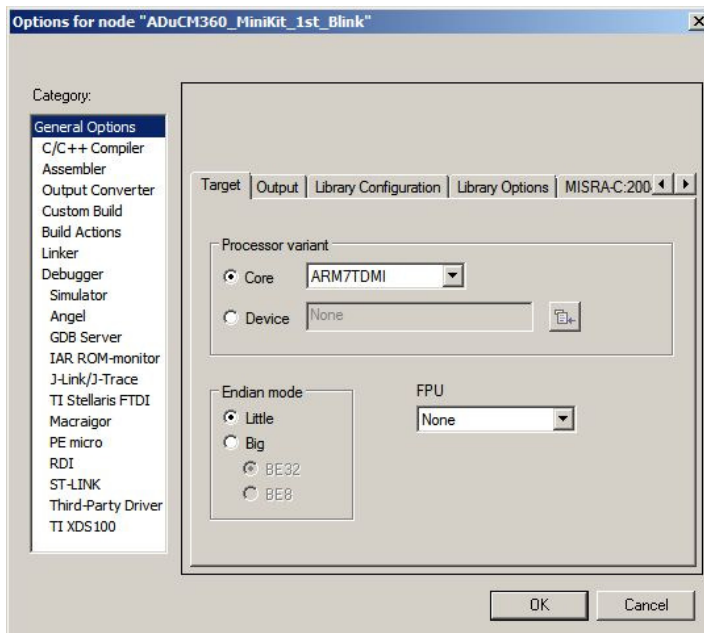 Options for node "ADuCM360_MiniKit_1st_Blink"
Category:
General Options
C/C++ Compiler
Assembler
Output Converter
Custom Build
Build Actions
Linker
Debugger
Simulator
Angel
GDB Server
IAR ROM-monitor
J-Link/J-Trace
TI Stellaris FTDI
Macraigor
PE micro
RDI
ST-LINK
Third-Party Driver
TI XDS100
Target Output Library Configuration Library Options MISRA-C:200
Processor variant
Core ARM7TDMI
Device None
Endian mode
Little
Big
BE32
BE8
FPU
None
OK Cancel